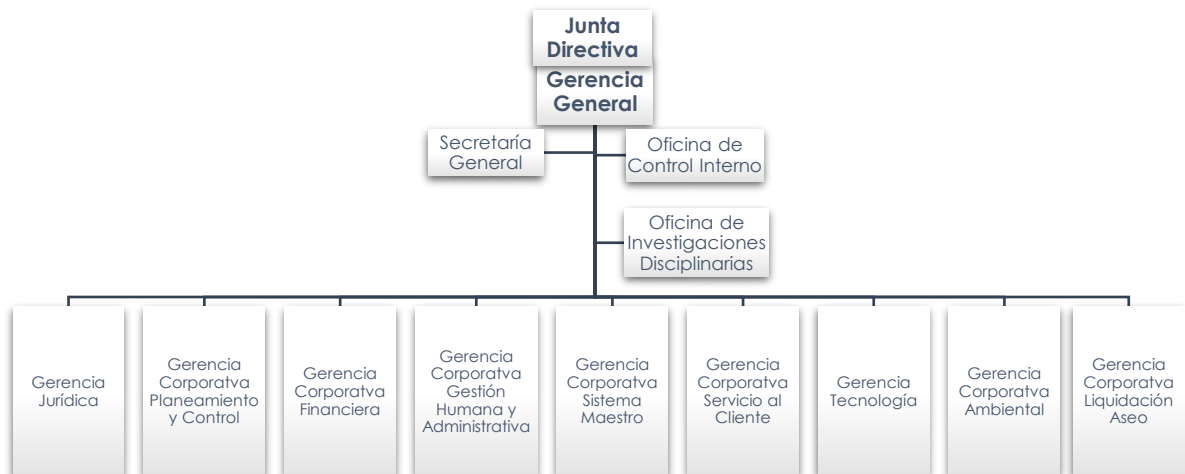 Junta
Directiva
Gerencia
General
Secretaría
General
Oficina de
Control Interno
Oficina de
Investigaciones
Disciplinarias
Gerencia
Jurídica
Gerencia
Corporatva
Planeamiento
y Control
Gerencia
Corporatva
Financiera
Gerencia
Corporatva
Gestión
Humana y
Administrativa
Gerencia
Corporatva
Sistema
Maestro
Gerencia
Corporatva
Servicio al
Cliente
Gerencia
Tecnología
Gerencia
Corporatva
Ambiental
Gerencia
Corporatva
Liquidación
Aseo